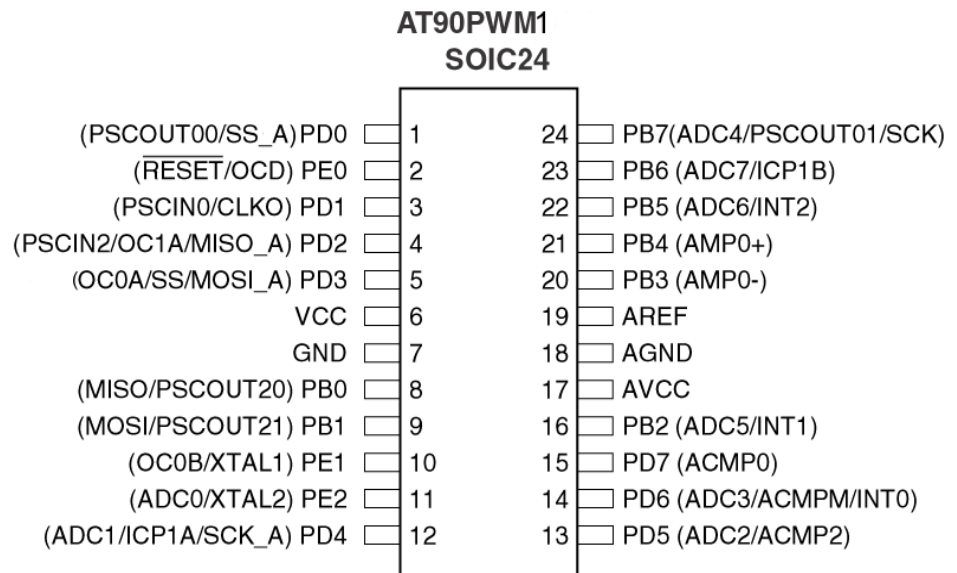 AT90PWM1
SOIC24
(PSCOUT00/SS_A)PD0 1 24 PB7(ADC4/PSCOUT01/SCK)
(RESET/OCD) PE0 2 23 PB6 (ADC7/ICP1B)
(PSCIN0/CLKO) PD1 3 22 PB5 (ADC6/INT2)
(PSCIN2/OC1A/MISO_A) PD2 4 21 PB4 (AMP0+)
(OC0A/SS/MOSI_A) PD3 5 20 PB3 (AMP0-)
VCC 6 19 AREF
GND 7 18 AGND
(MISO/PSCOUT20) PB0 8 17 AVCC
(MOSI/PSCOUT21) PB1 9 16 PB2 (ADC5/INT1)
(OC0B/XTAL1) PE1 10 15 PD7 (ACMP0)
(ADC0/XTAL2) PE2 11 14 PD6 (ADC3/ACMPM/INT0)
(ADC1/ICP1A/SCK_A) PD4 12 13 PD5 (ADC2/ACMP2)